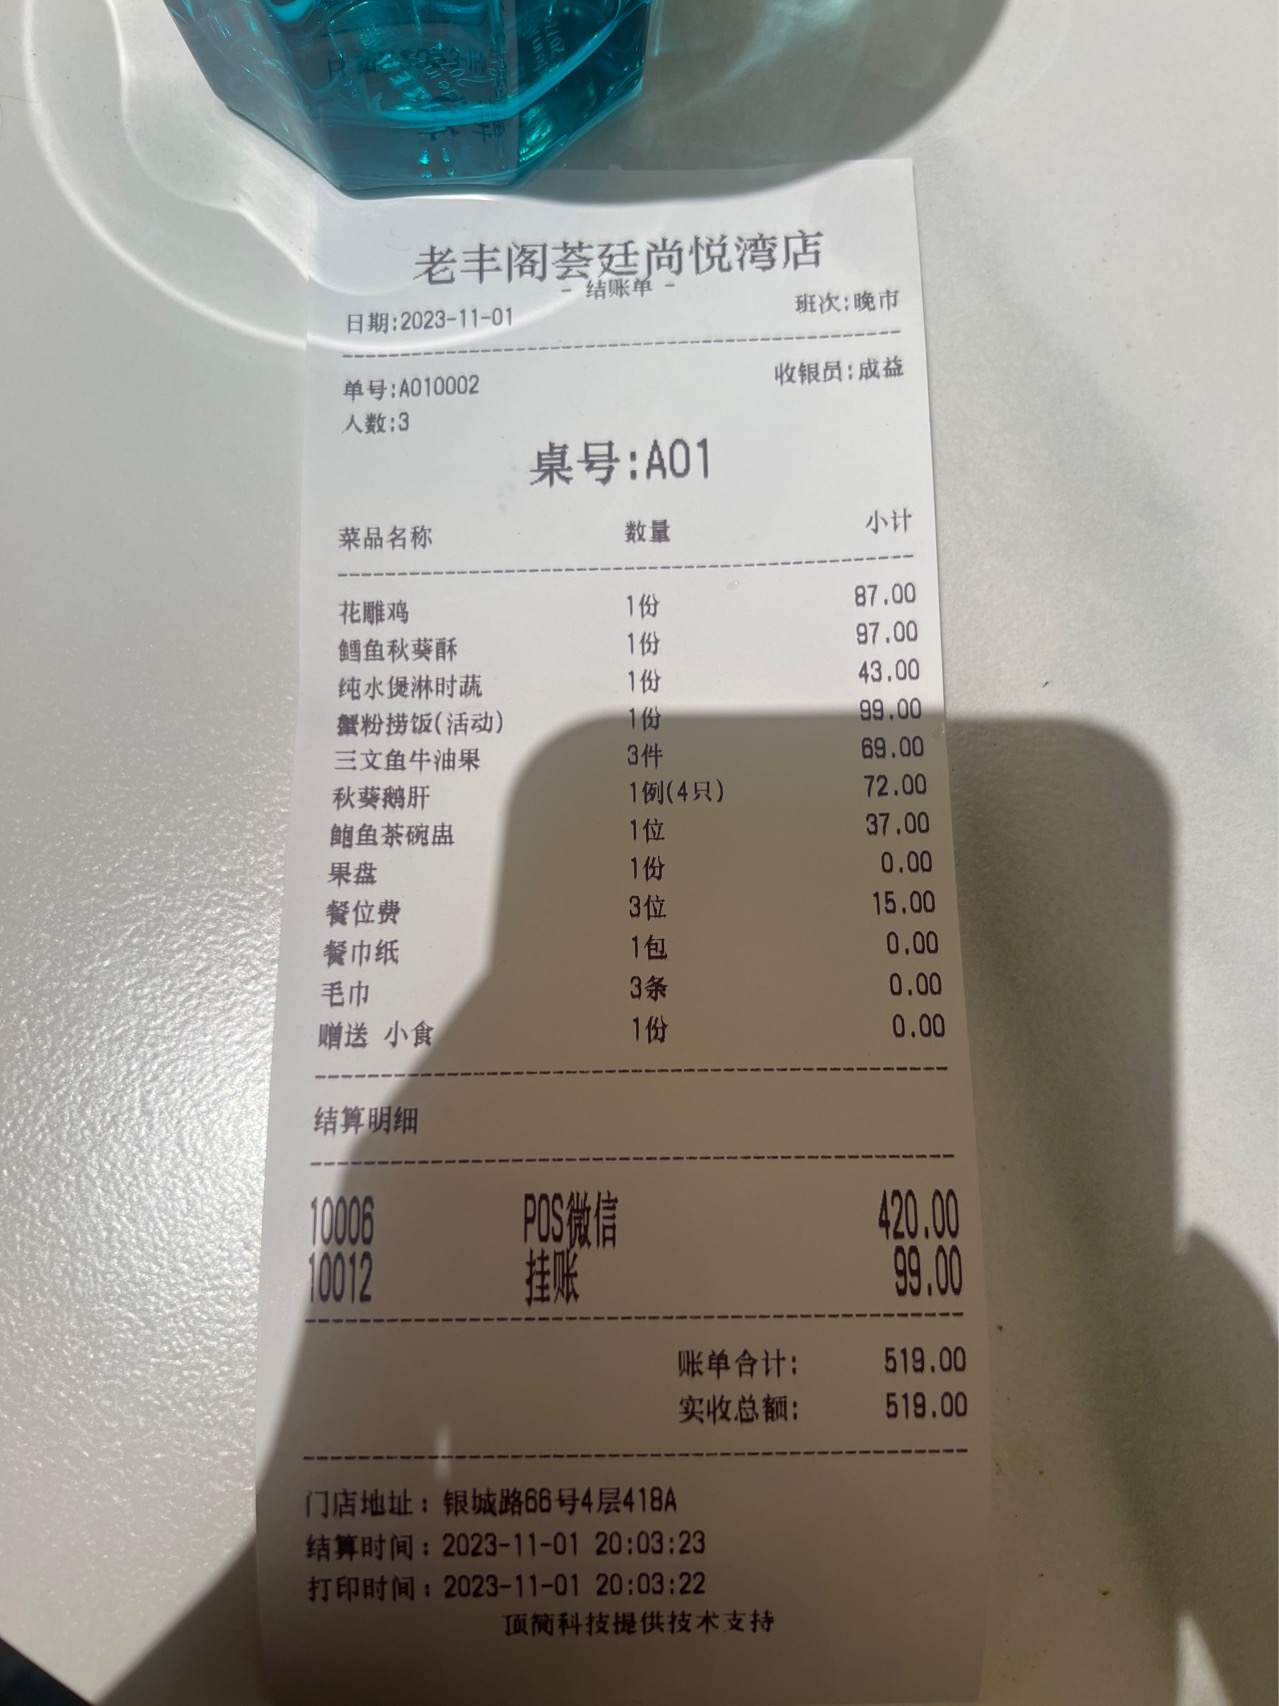 老丰阁荟廷尚悦湾店
- 结账单 -
日期:2023-11-01 班次:晚市
单号:A010002 收银员:成益
人数:3
桌号:A01
菜品名称 数量 小计
花雕鸡 1份 87.00
鳕鱼秋葵酥 1份 97.00
纯水煲淋时蔬 1份 43.00
蟹粉捞饭(活动) 1份 99.00
三文鱼牛油果 3件 69.00
秋葵鹅肝 1例(4只) 72.00
鲍鱼茶碗盅 1位 37.00
果盘 1份 0.00
餐位费 3位 15.00
餐巾纸 1包 0.00
毛巾 3条 0.00
赠送 小食 1份 0.00
结算明细
10006 POS微信 420.00
10012 挂账 99.00
账单合计: 519.00
实收总额: 519.00
门店地址: 银城路66号4层418A
结算时间: 2023-11-01 20:03:23
打印时间: 2023-11-01 20:03:22
顶简科技提供技术支持